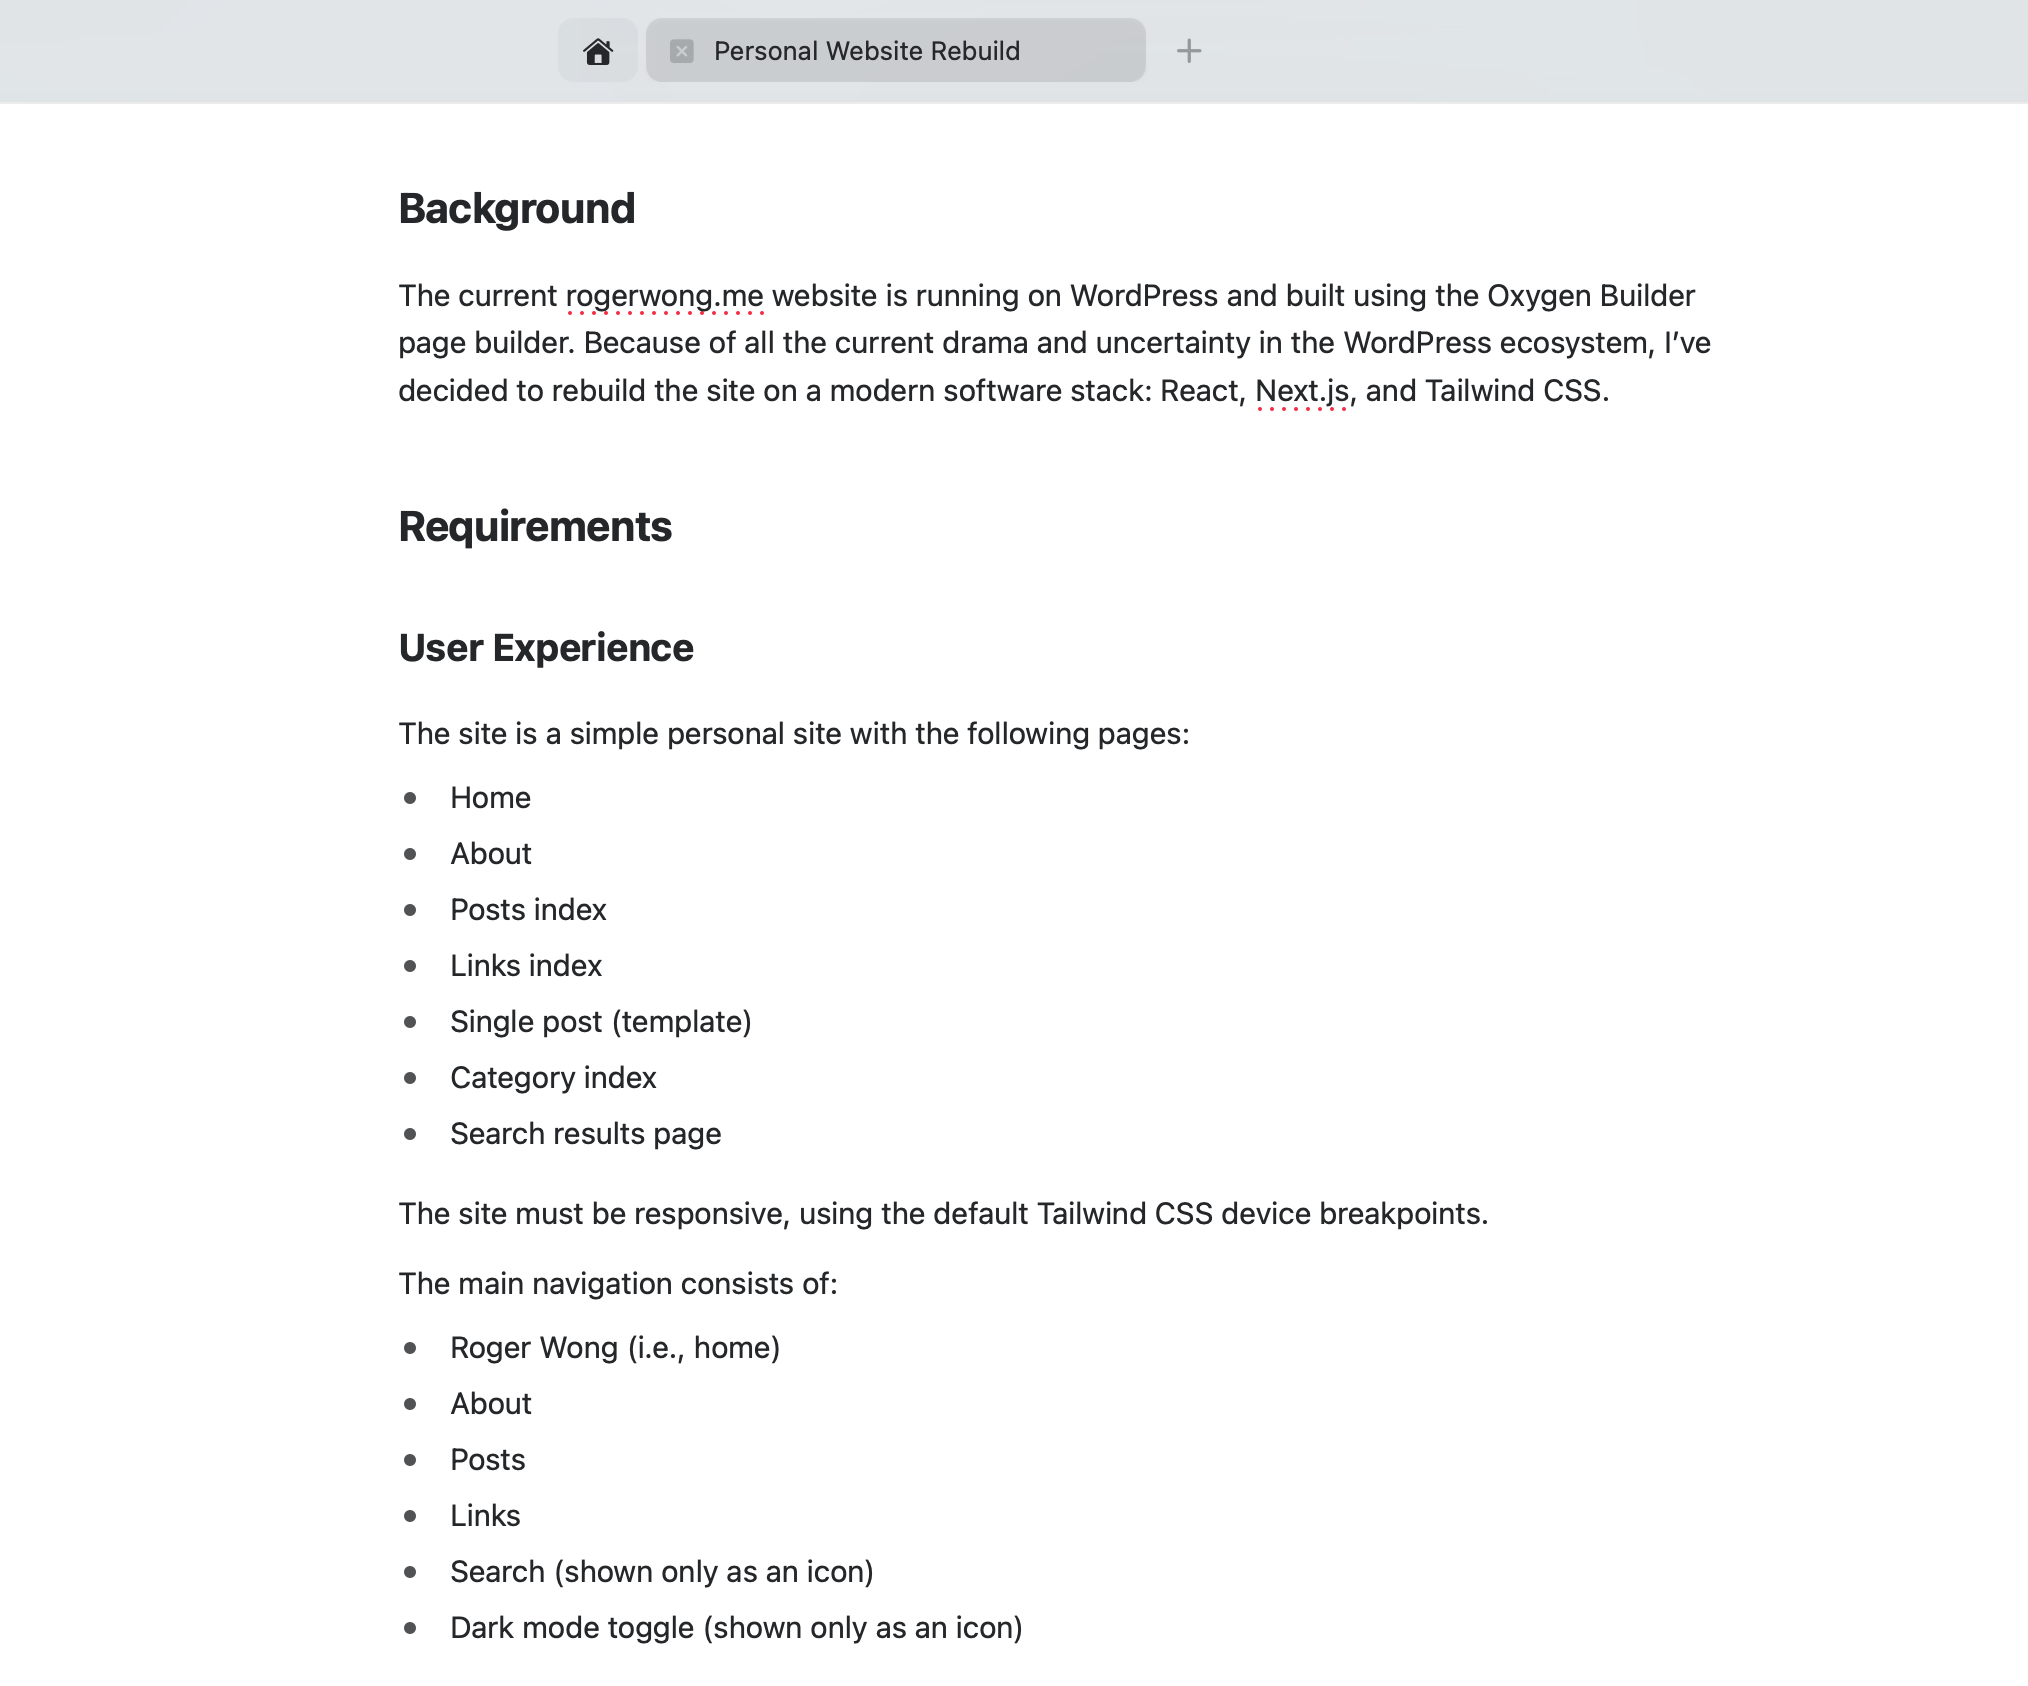 Personal Website Rebuild
Background
The current rogerwong.me website is running on WordPress and built using the Oxygen Builder
page builder. Because of all the current drama and uncertainty in the WordPress ecosystem, I’ve
decided to rebuild the site on a modern software stack: React, Next.js, and Tailwind CSS.
Requirements
User Experience
The site is a simple personal site with the following pages:
• Home
• About
• Posts index
• Links index
• Single post (template)
• Category index
• Search results page
The site must be responsive, using the default Tailwind CSS device breakpoints.
The main navigation consists of:
• Roger Wong (i.e., home)
• About
• Posts
• Links
• Search (shown only as an icon)
• Dark mode toggle (shown only as an icon)